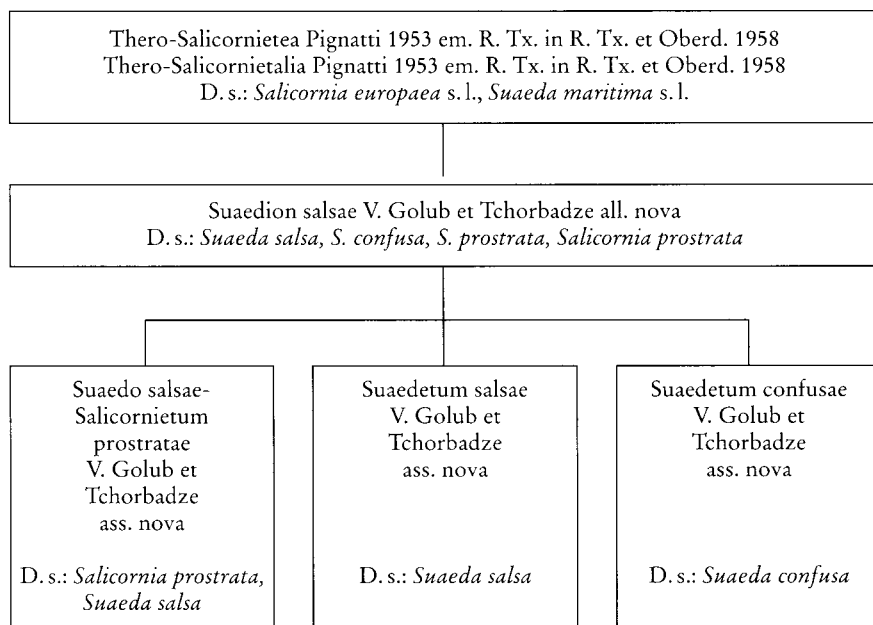 Thero-Salicornietea Pignatti 1953 em. R. Tx. in R. Tx. et Oberd. 1958
Thero-Salicornietalia Pignatti 1953 em. R. Tx. in R. Tx. et Oberd. 1958
D. s.: Salicornia europaea s. l., Suaeda maritima s. l.
Suaedion salsae V. Golub et Tchorbadze all. nova
D. s.: Suaeda salsa, S. confusa, S. prostrata, Salicornia prostrata
Suaedo salsae-
Salicornietum
prostratae
V. Golub et
Tchorbadze
ass. nova
D. s.: Salicornia prostrata,
Suaeda salsa
Suaedetum salsae
V. Golub et
Tchorbadze
ass. nova
D. s.: Suaeda salsa
Suaedetum confusae
V. Golub et
Tchorbadze
ass. nova
D. s.: Suaeda confusa